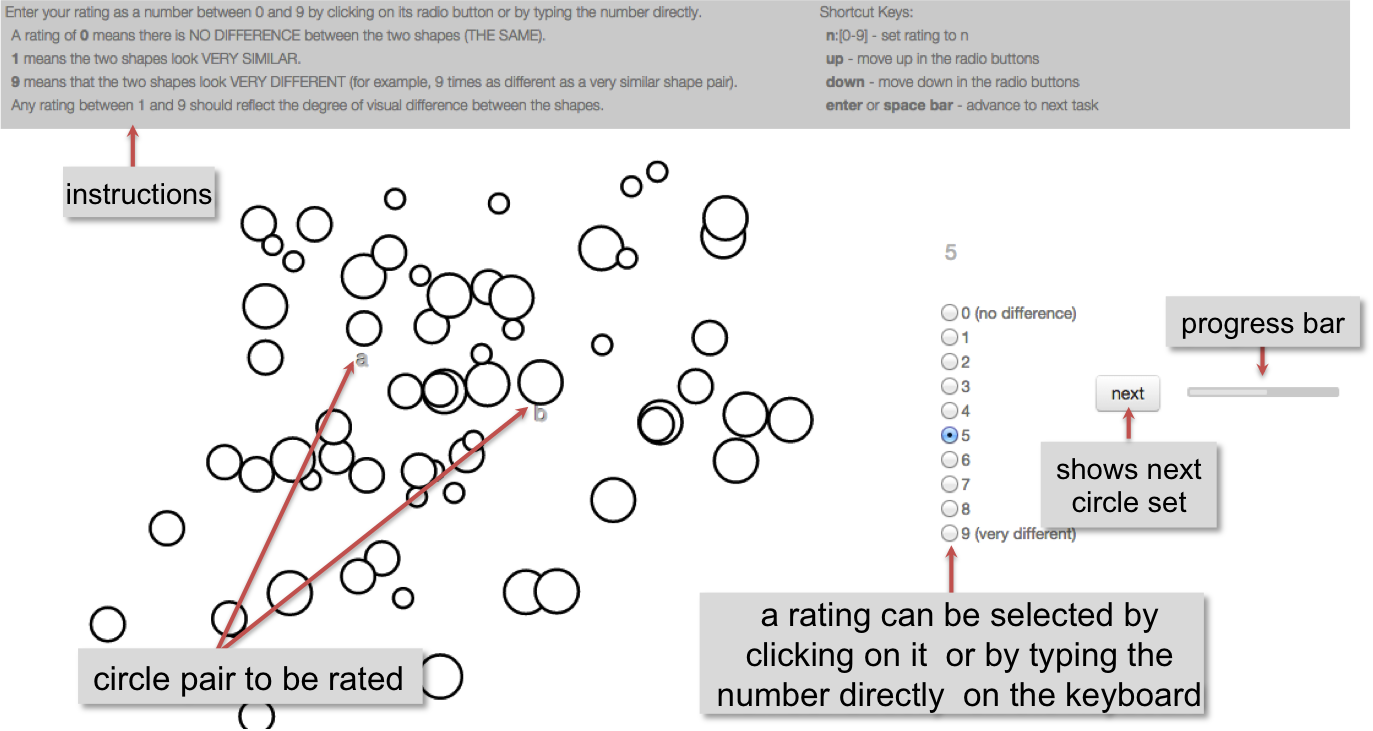 Enter your rating as a number between 0 and 9 by clicking on its radio button or by typing the number directly.
A rating of 0 means there is NO DIFFERENCE between the two shapes (THE SAME).
1 means the two shapes look VERY SIMILAR.
9 means that the two shapes look VERY DIFFERENT (for example, 9 times as different as a very similar shape pair).
Any rating between 1 and 9 should reflect the degree of visual difference between the shapes.
Shortcut Keys:
n:[0-9] - set rating to n
up - move up in the radio buttons
down - move down in the radio buttons
enter or space bar - advance to next task
instructions
a
b
circle pair to be rated
5
0 (no difference)
1
2
3
4
5
6
7
8
9 (very different)
next
progress bar
shows next
circle set
a rating can be selected by
clicking on it or by typing the
number directly on the keyboard